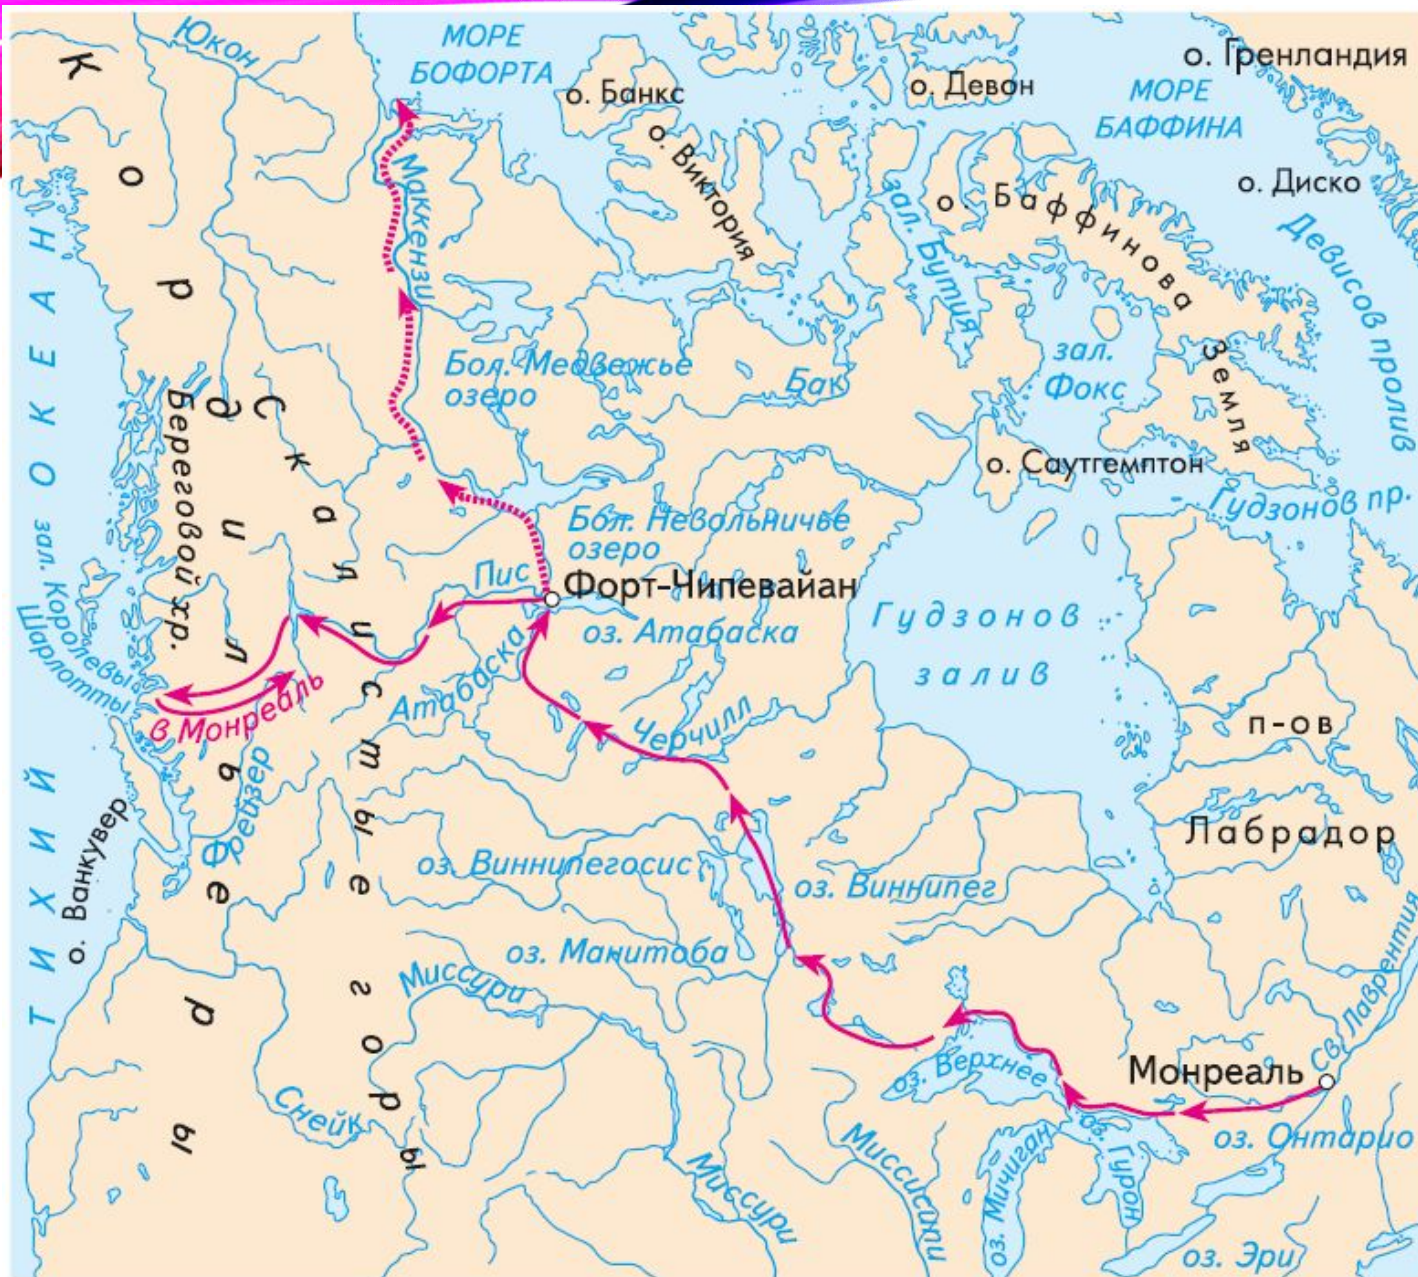 Юкон
МОРЕ
БОФОРТА
о. Банкс
о. Девон
о. Гренландия
МОРЕ
БАФФИНА
о. Диско
о. Виктория
Маккензи
зал. Бутия
о. Баффинова
Земля
Девисов пролив
зал.
Фокс
Бак
Бол. Медвежье
озеро
о. Саутгемптон
Гудзонов пр.
Бол. Невольничье
озеро
Пис
Форт-Чипевайан
оз. Атабаска
Атабаска
Гудзонов
залив
Черчилл
Кордильеры
Скалистые горы
Береговой хр.
зал. Королевы
Шарлотты
в Монреаль
Фрейзер
о. Ванкувер
ТИХИЙ ОКЕАН
п-ов
Лабрадор
оз. Виннипегосис
оз. Виннипег
оз. Манитоба
Миссури
Снейк
оз. Верхнее
Монреаль
Св. Лаврентия
оз. Онтарио
оз. Гурон
оз. Мичиган
Миссисипи
Миссури
оз. Эри